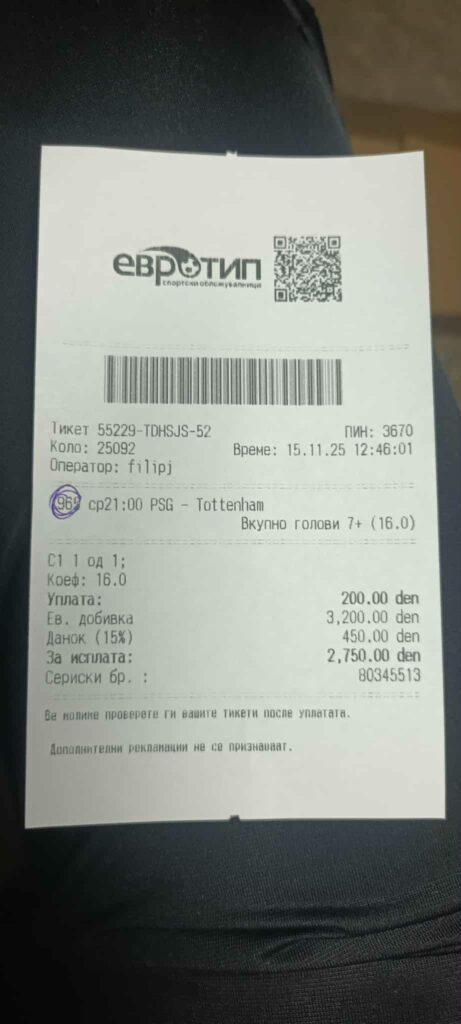 ЕВРОТИП
спортски обложувалници
Тикет 55229-TDHSJS-52 ПИН: 3670
Коло: 25092 Време: 15.11.25 12:46:01
Оператор: filipj
965 ср21:00 PSG - Tottenham
Вкупно голови 7+ (16.0)
С1 1 од 1;
Коеф: 16.0
Уплата: 200.00 den
Ев. добивка 3,200.00 den
Данок (15%) 450.00 den
За исплата: 2,750.00 den
Сериски бр. : 80345513
Ве молиме проверете ги вашите тикети после уплатата.
Дополнителни рекламации не се признаваат.